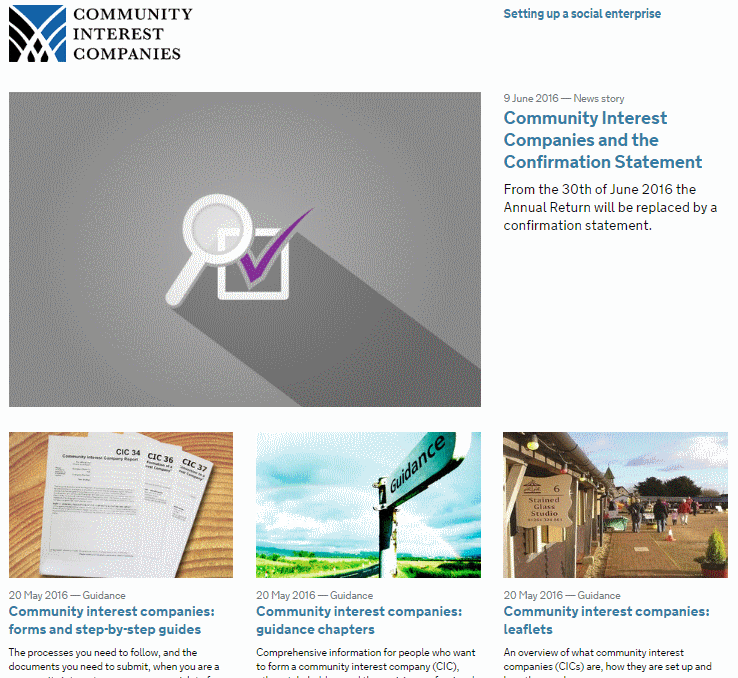 COMMUNITY
INTEREST
COMPANIES
Setting up a social enterprise
9 June 2016 — News story
Community Interest
Companies and the
Confirmation Statement
From the 30th of June 2016 the
Annual Return will be replaced by a
confirmation statement.
CIC 34
Community Interest Company Report
CIC 36
CIC 37
Guidance
6
Stained
Glass
Studio
20 May 2016 — Guidance
Community interest companies:
forms and step-by-step guides
The processes you need to follow, and the
documents you need to submit, when you are a
20 May 2016 — Guidance
Community interest companies:
guidance chapters
Comprehensive information for people who want
to form a community interest company (CIC),
20 May 2016 — Guidance
Community interest companies:
leaflets
An overview of what community interest
companies (CICs) are, how they are set up and